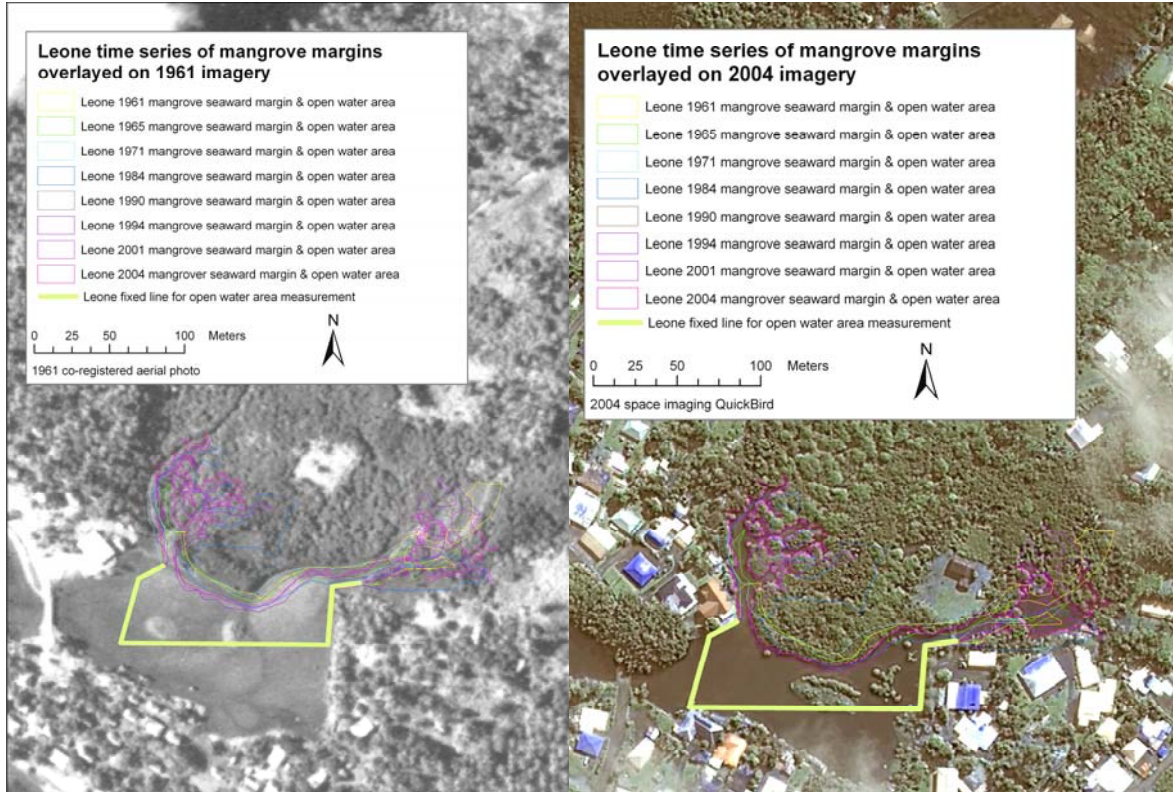 Leone time series of mangrove margins
overlayed on 1961 imagery
Leone 1961 mangrove seaward margin & open water area
Leone 1965 mangrove seaward margin & open water area
Leone 1971 mangrove seaward margin & open water area
Leone 1984 mangrove seaward margin & open water area
Leone 1990 mangrove seaward margin & open water area
Leone 1994 mangrove seaward margin & open water area
Leone 2001 mangrove seaward margin & open water area
Leone 2004 mangrover seaward margin & open water area
Leone fixed line for open water area measurement
N
0 25 50 100 Meters
1961 co-registered aerial photo
Leone time series of mangrove margins
overlayed on 2004 imagery
Leone 1961 mangrove seaward margin & open water area
Leone 1965 mangrove seaward margin & open water area
Leone 1971 mangrove seaward margin & open water area
Leone 1984 mangrove seaward margin & open water area
Leone 1990 mangrove seaward margin & open water area
Leone 1994 mangrove seaward margin & open water area
Leone 2001 mangrove seaward margin & open water area
Leone 2004 mangrover seaward margin & open water area
Leone fixed line for open water area measurement
N
0 25 50 100 Meters
2004 space imaging QuickBird